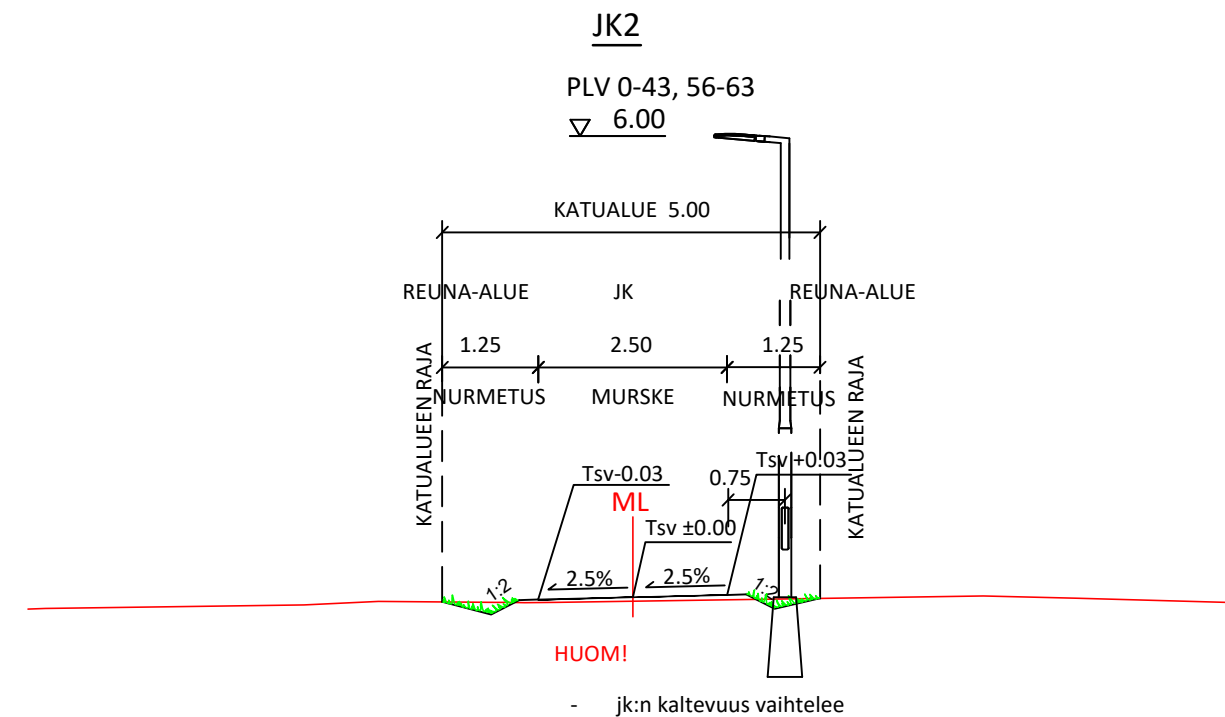 JK2
PLV 0-43, 56-63
6.00
KATUALUE 5.00
REUNA-ALUE JK REUNA-ALUE
1.25 2.50 1.25
NURMETUS MURSKE NURMETUS
KATUALUEEN RAJA
KATUALUEEN RAJA
Tsv-0.03 0.75 Tsv +0.03
ML
Tsv ±0.00
1:2 2.5% 2.5% 1:2
HUOM!
- jk:n kaltevuus vaihtelee